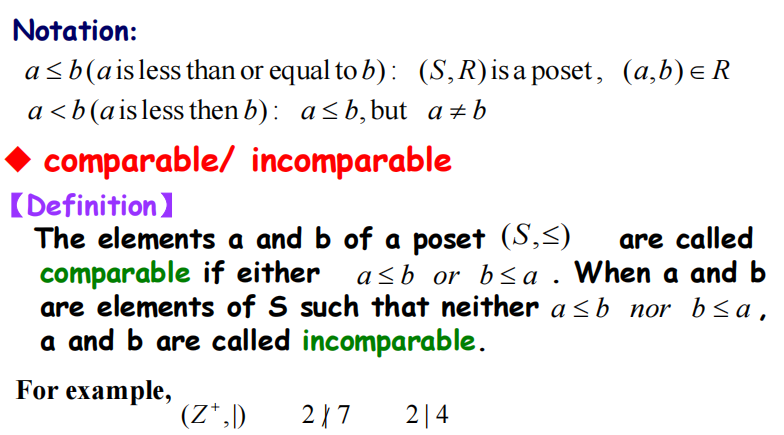 Notation:
a ≤ b (a is less than or equal to b) : (S, R) is a poset, (a,b) ∈ R
a < b (a is less then b) : a ≤ b, but a ≠ b
◆ comparable/ incomparable
【Definition】
The elements a and b of a poset (S,≤) are called
comparable if either a ≤ b or b ≤ a . When a and b
are elements of S such that neither a ≤ b nor b ≤ a ,
a and b are called incomparable.
For example,
(Z⁺,|) 2 ∤ 7 2 | 4